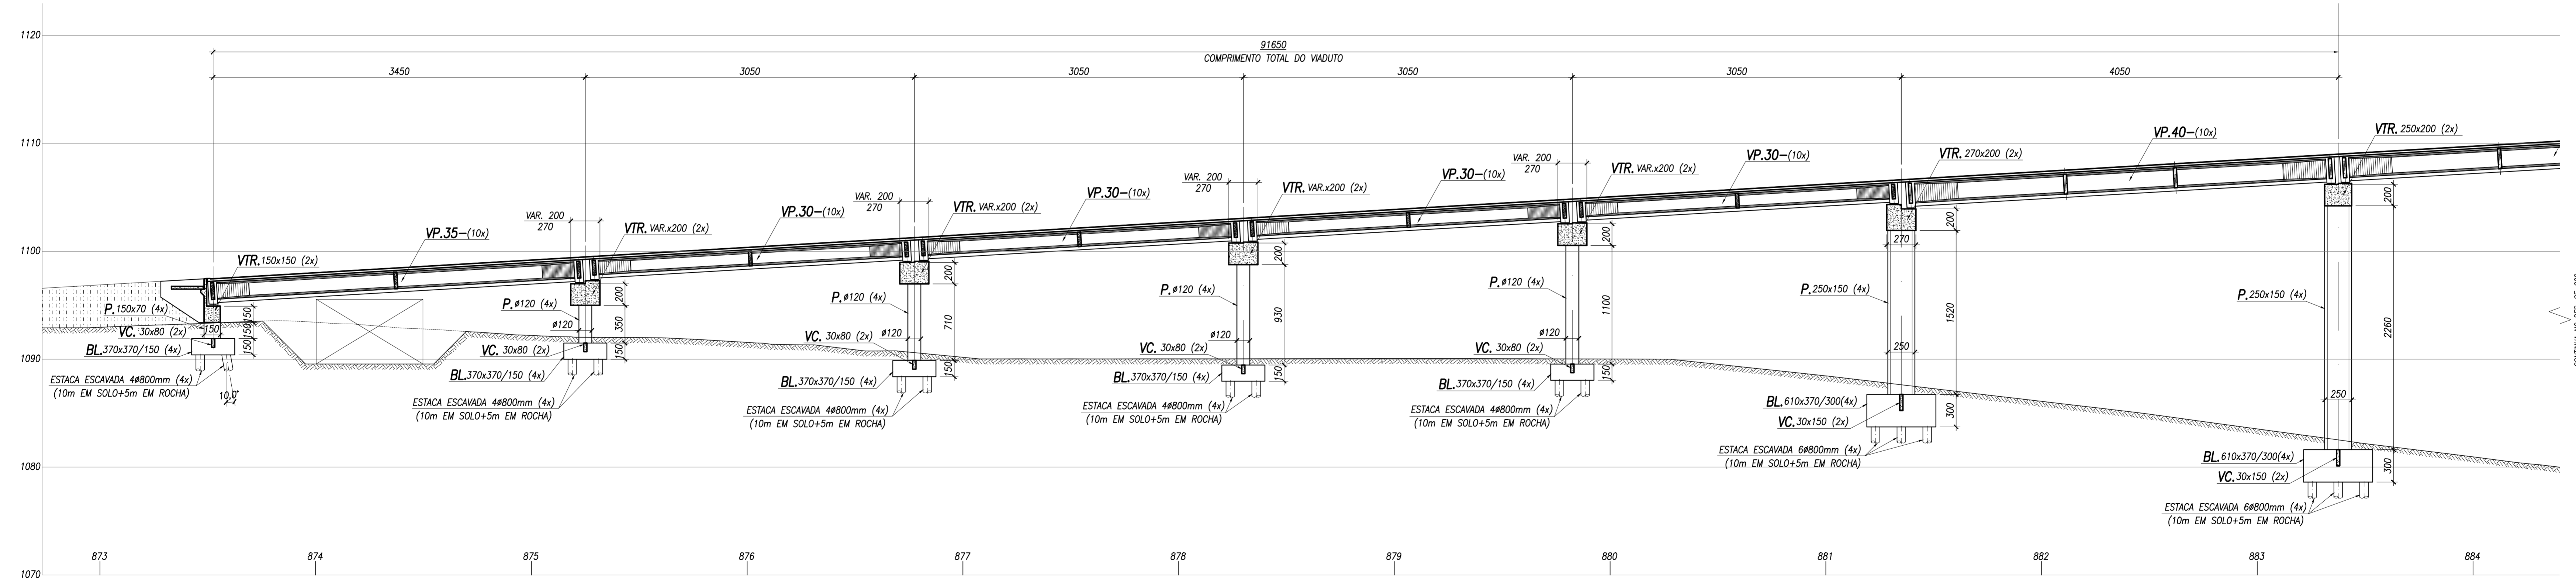 1120
91650
COMPRIMENTO TOTAL DO VIADUTO
3450
3050
3050
3050
3050
4050
1110
VTR. 250x200 (2x)
VP.40-(10x)
VTR. 270x200 (2x)
VP.30-(10x)
VAR. 200
270
VTR. VAR.x200 (2x)
VP.30-(10x)
VAR. 200
270
VTR. VAR.x200 (2x)
VP.30-(10x)
VAR. 200
270
VTR. VAR.x200 (2x)
VP.30-(10x)
VAR. 200
270
VTR. VAR.x200 (2x)
VP.35-(10x)
VTR. 150x150 (2x)
1100
P. 150x70 (4x)
150
150
150
150
VC. 30x80 (2x)
BL.370x370/150 (4x)
ESTACA ESCAVADA 4ø800mm (4x)
(10m EM SOLO+5m EM ROCHA)
10,0°
P. ø120 (4x)
200
350
150
ø120
VC. 30x80 (2x)
BL.370x370/150 (4x)
ESTACA ESCAVADA 4ø800mm (4x)
(10m EM SOLO+5m EM ROCHA)
P. ø120 (4x)
200
710
150
ø120
VC. 30x80 (2x)
BL.370x370/150 (4x)
ESTACA ESCAVADA 4ø800mm (4x)
(10m EM SOLO+5m EM ROCHA)
P. ø120 (4x)
200
930
150
ø120
VC. 30x80 (2x)
BL.370x370/150 (4x)
ESTACA ESCAVADA 4ø800mm (4x)
(10m EM SOLO+5m EM ROCHA)
P. ø120 (4x)
200
1100
150
ø120
VC. 30x80 (2x)
BL.370x370/150 (4x)
ESTACA ESCAVADA 4ø800mm (4x)
(10m EM SOLO+5m EM ROCHA)
270
200
P. 250x150 (4x)
1520
250
BL.610x370/300(4x)
300
VC. 30x150 (2x)
ESTACA ESCAVADA 6ø800mm (4x)
(10m EM SOLO+5m EM ROCHA)
200
P. 250x150 (4x)
2260
250
BL.610x370/300(4x)
300
VC. 30x150 (2x)
ESTACA ESCAVADA 6ø800mm (4x)
(10m EM SOLO+5m EM ROCHA)
1090
1080
873
874
875
876
877
878
879
880
881
882
883
884
1070